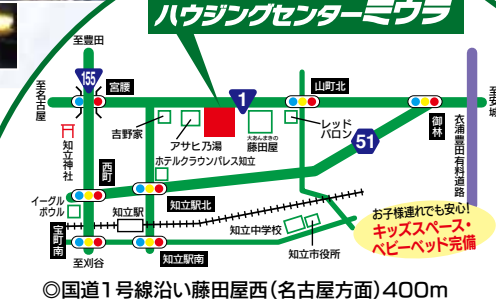 ハウジングセンターミウラ
至豊田
155
宮腰
1
山町北
至名古屋
至安城
吉野家
アサヒ乃湯
大あんまきの
藤田屋
レッド
バロン
御林
衣浦豊田有料道路
知立神社
ホテルクラウンパレス知立
51
西町
イーグル
ボウル
知立駅北
知立駅
宝町南
知立中学校
知立市役所
至刈谷
知立駅南
お子様連れでも安心!
キッズスペース・
ベビーベッド完備
◎国道1号線沿い藤田屋西(名古屋方面)400m